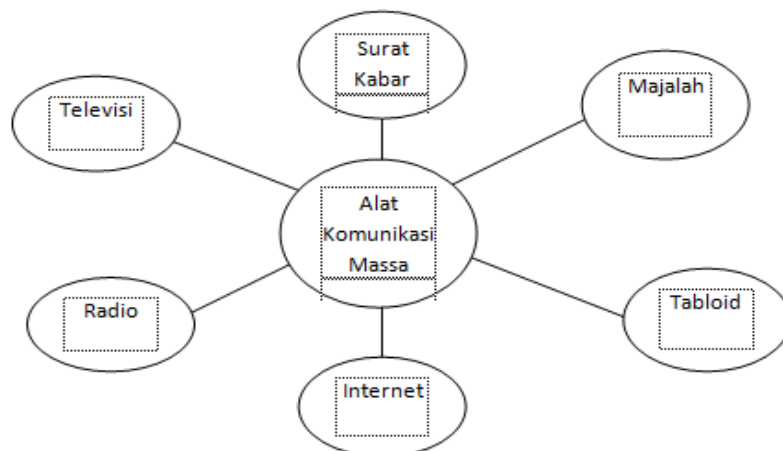 Surat
Kabar
Televisi
Majalah
Alat
Komunikasi
Massa
Radio
Tabloid
Internet